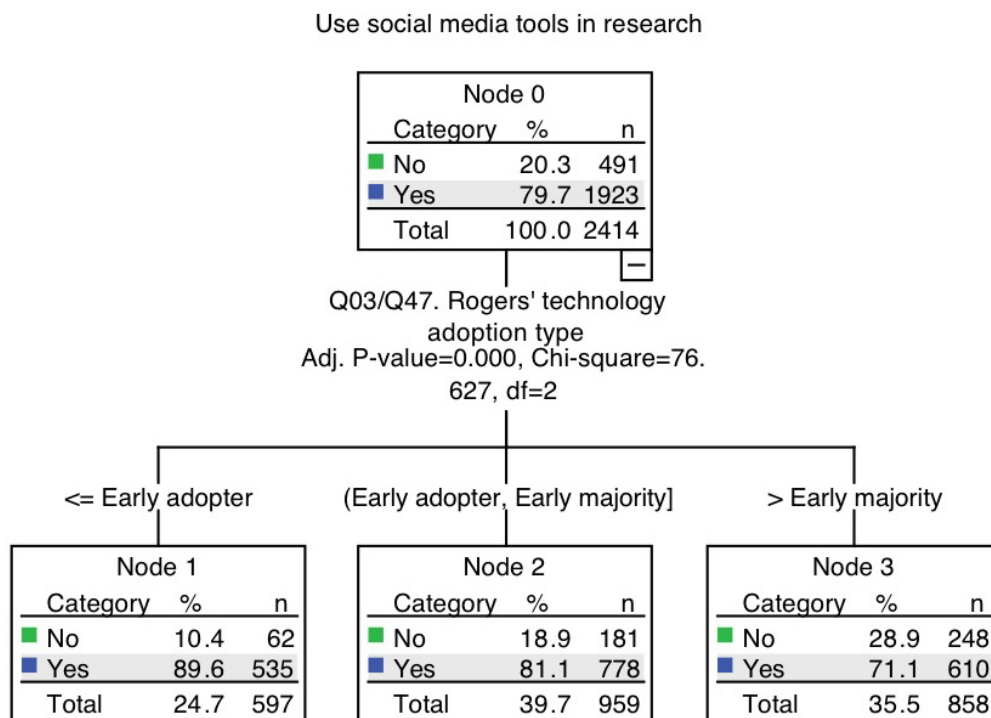 Use social media tools in research
Node 0
Category % n
No 20.3 491
Yes 79.7 1923
Total 100.0 2414
Q03/Q47. Rogers' technology
adoption type
Adj. P-value=0.000, Chi-square=76.
627, df=2
<= Early adopter (Early adopter, Early majority] > Early majority
Node 1
Category % n
No 10.4 62
Yes 89.6 535
Total 24.7 597
Node 2
Category % n
No 18.9 181
Yes 81.1 778
Total 39.7 959
Node 3
Category % n
No 28.9 248
Yes 71.1 610
Total 35.5 858